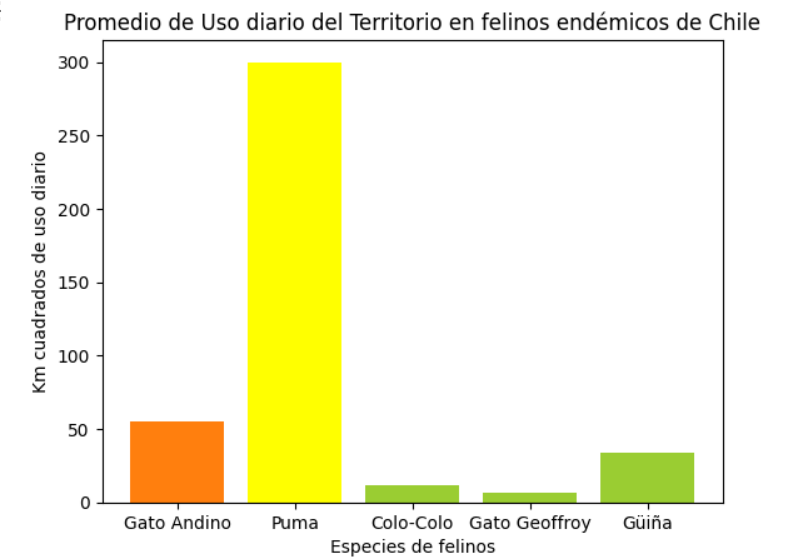 Promedio de Uso diario del Territorio en felinos endémicos de Chile
Km cuadrados de uso diario
300
250
200
150
100
50
0
Gato Andino Puma Colo-Colo Gato Geoffroy Güiña
Especies de felinos